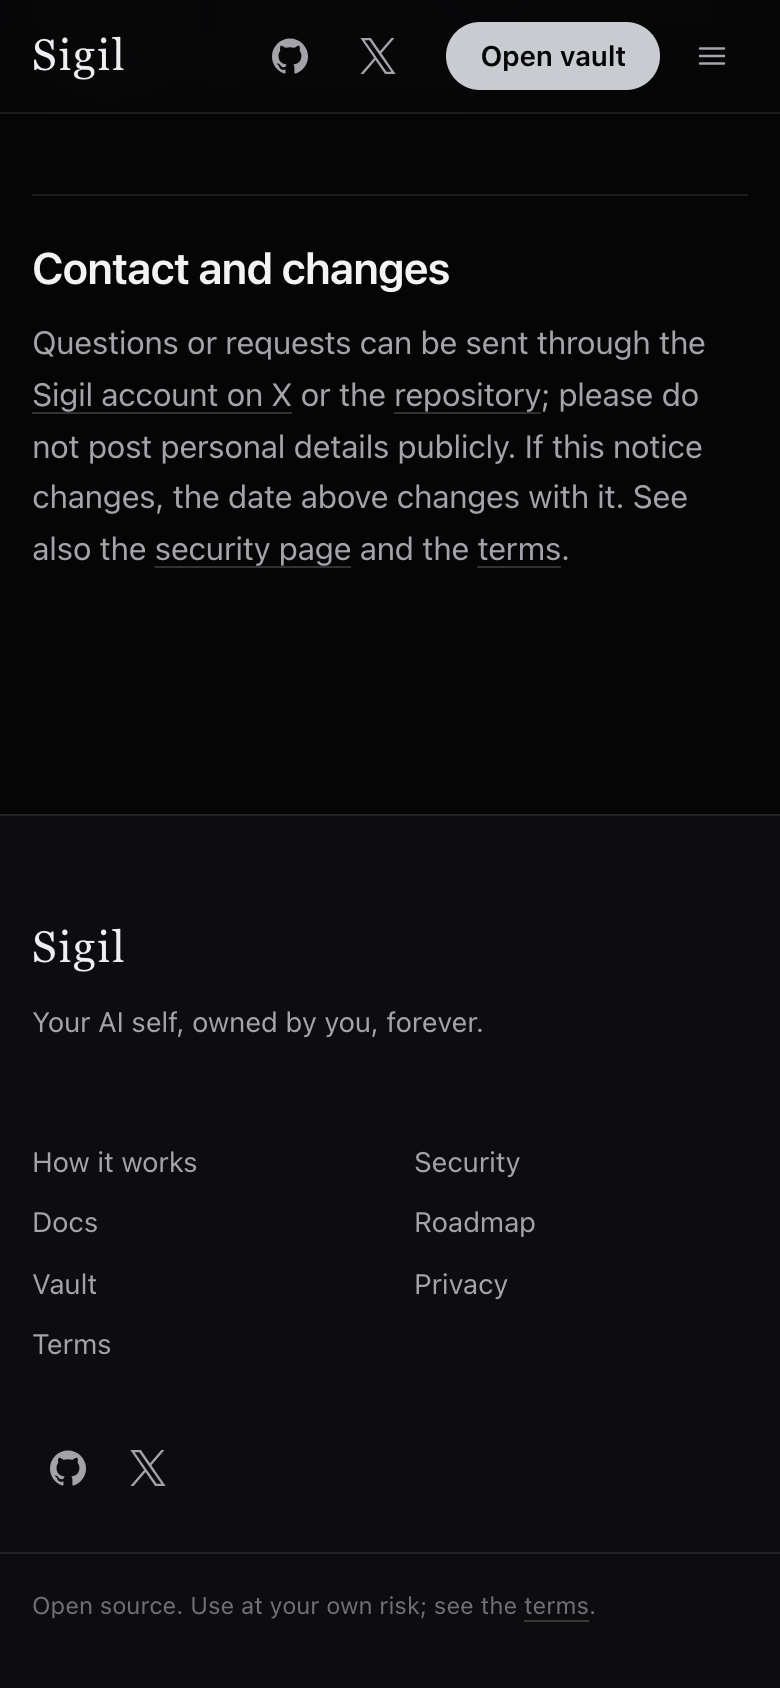 Sigil
Open vault
Contact and changes
Questions or requests can be sent through the
Sigil account on X or the repository; please do
not post personal details publicly. If this notice
changes, the date above changes with it. See
also the security page and the terms.
Sigil
Your AI self, owned by you, forever.
How it works
Security
Docs
Roadmap
Vault
Privacy
Terms
Open source. Use at your own risk; see the terms.